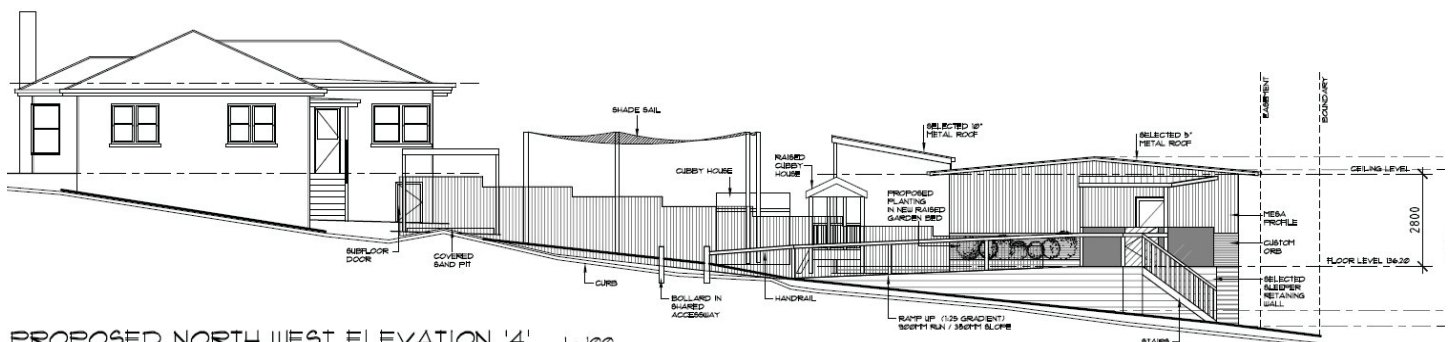 SHADE SAIL
SELECTED 10°
METAL ROOF
SELECTED 5°
METAL ROOF
EASEMENT
BOUNDARY
CUBBY HOUSE
RAISED
CUBBY
HOUSE
PROPOSED
PLANTING
IN NEW RAISED
GARDEN BED
CEILING LEVEL
MESA
PROFILE
2800
CUSTOM
ORB
FLOOR LEVEL 136.20
SUBFLOOR
DOOR
COVERED
SAND PIT
CURB
BOLLARD IN
SHARED
ACCESSWAY
HANDRAIL
SELECTED
SLEEPER
RETAINING
WALL
RAMP UP (1:25 GRADIENT)
STAIRS
PROPOSED NORTH WEST ELEVATION '4'